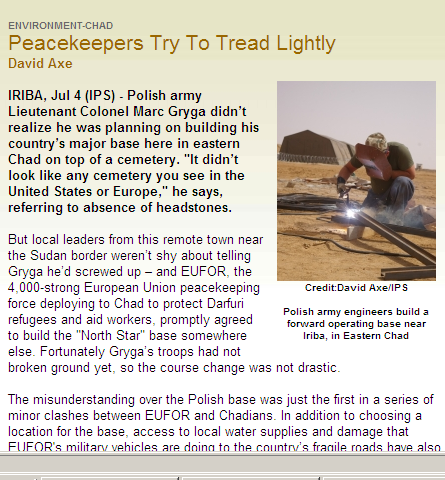 ENVIRONMENT-CHAD
Peacekeepers Try To Tread Lightly
David Axe
IRIBA, Jul 4 (IPS) - Polish army
Lieutenant Colonel Marc Gryga didn’t
realize he was planning on building his
country’s major base here in eastern
Chad on top of a cemetery. "It didn’t
look like any cemetery you see in the
United States or Europe," he says,
referring to absence of headstones.
Credit:David Axe/IPS
Polish army engineers build a
forward operating base near
Iriba, in Eastern Chad
But local leaders from this remote town near
the Sudan border weren’t shy about telling
Gryga he’d screwed up – and EUFOR, the
4,000-strong European Union peacekeeping
force deploying to Chad to protect Darfuri
refugees and aid workers, promptly agreed
to build the "North Star" base somewhere
else. Fortunately Gryga’s troops had not
broken ground yet, so the course change was not drastic.
The misunderstanding over the Polish base was just the first in a series of
minor clashes between EUFOR and Chadians. In addition to choosing a
location for the base, access to local water supplies and damage that
EUFOR's military vehicles are doing to the country’s fragile roads have also